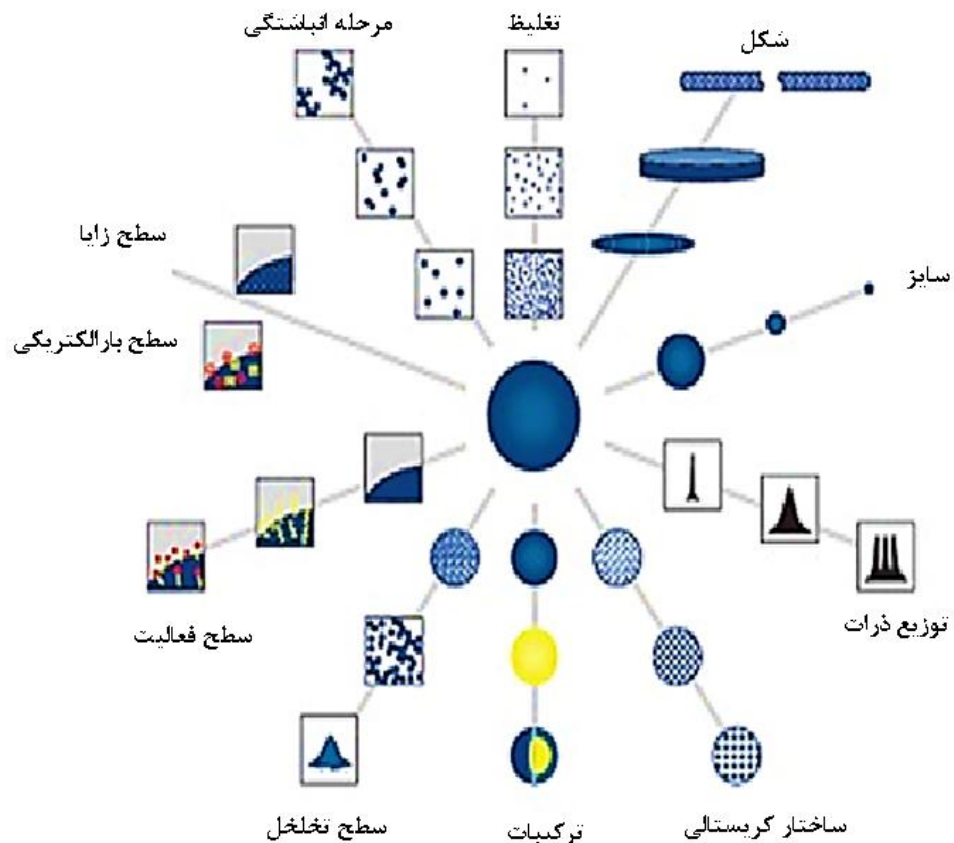 مرحله انباشتگی
تغلیظ
شکل
سطح زایا
سایز
سطح بارالکتریکی
توزیع ذرات
سطح فعالیت
سطح تخلخل
ترکیبات
ساختار کریستالی